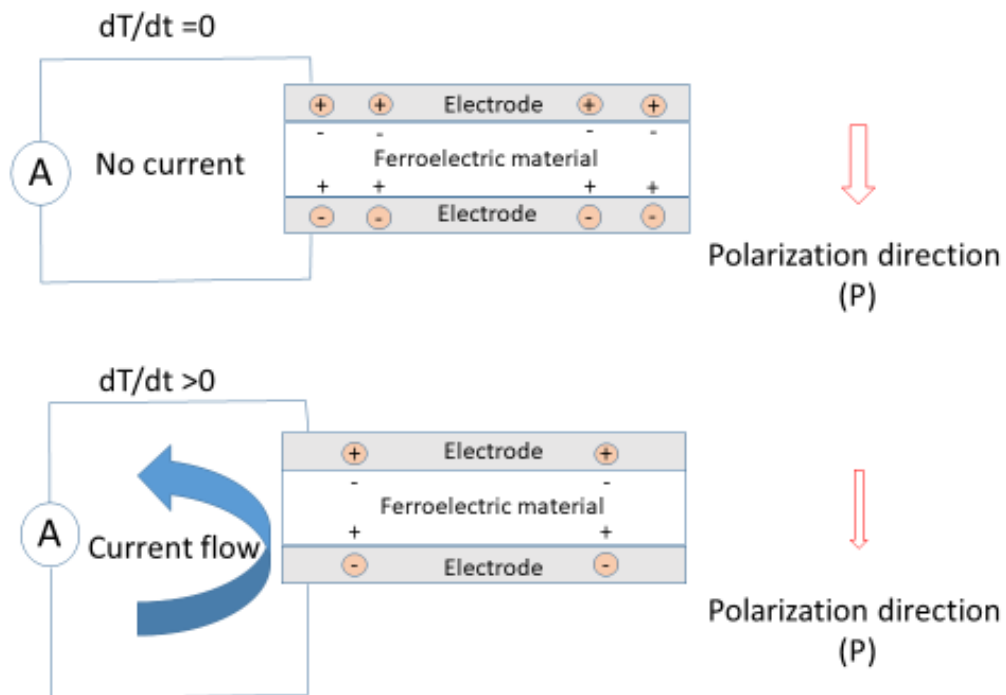 dT/dt =0
+ + Electrode + +
- - - -
A
No current
Ferroelectric material
+ + + +
- - Electrode - -
Polarization direction
(P)
dT/dt >0
+ Electrode +
- -
Ferroelectric material
A
Current flow
+ +
- Electrode -
Polarization direction
(P)